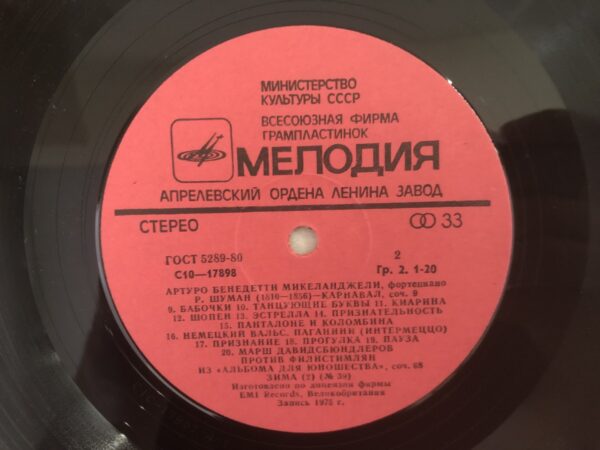 МИНИСТЕРСТВО
КУЛЬТУРЫ СССР
ВСЕСОЮЗНАЯ ФИРМА
ГРАМПЛАСТИНОК
МЕЛОДИЯ
АПРЕЛЕВСКИЙ ОРДЕНА ЛЕНИНА ЗАВОД
СТЕРЕО 33
ГОСТ 5289-80 2
С10—17898 Гр. 2. 1-20
АРТУРО БЕНЕДЕТТИ МИКЕЛАНДЖЕЛИ, фортепиано
Р. ШУМАН (1810—1856)—КАРНАВАЛ, соч. 9
9. БАБОЧКИ 10. ТАНЦУЮЩИЕ БУКВЫ 11. КИАРИНА
12. ШОПЕН 13. ЭСТРЕЛЛА 14. ПРИЗНАТЕЛЬНОСТЬ
15. ПАНТАЛОНЕ И КОЛОМБИНА
16. НЕМЕЦКИЙ ВАЛЬС. ПАГАНИНИ (ИНТЕРМЕЦЦО)
17. ПРИЗНАНИЕ 18. ПРОГУЛКА 19. ПАУЗА
20. МАРШ ДАВИДСБЮНДЛЕРОВ
ПРОТИВ ФИЛИСТИМЛЯН
ИЗ «АЛЬБОМА ДЛЯ ЮНОШЕСТВА», соч. 68
ЗИМА (2) (№ 39)
Изготовлено по лицензии фирмы
EMI Records, Великобритания
Запись 1975 г.